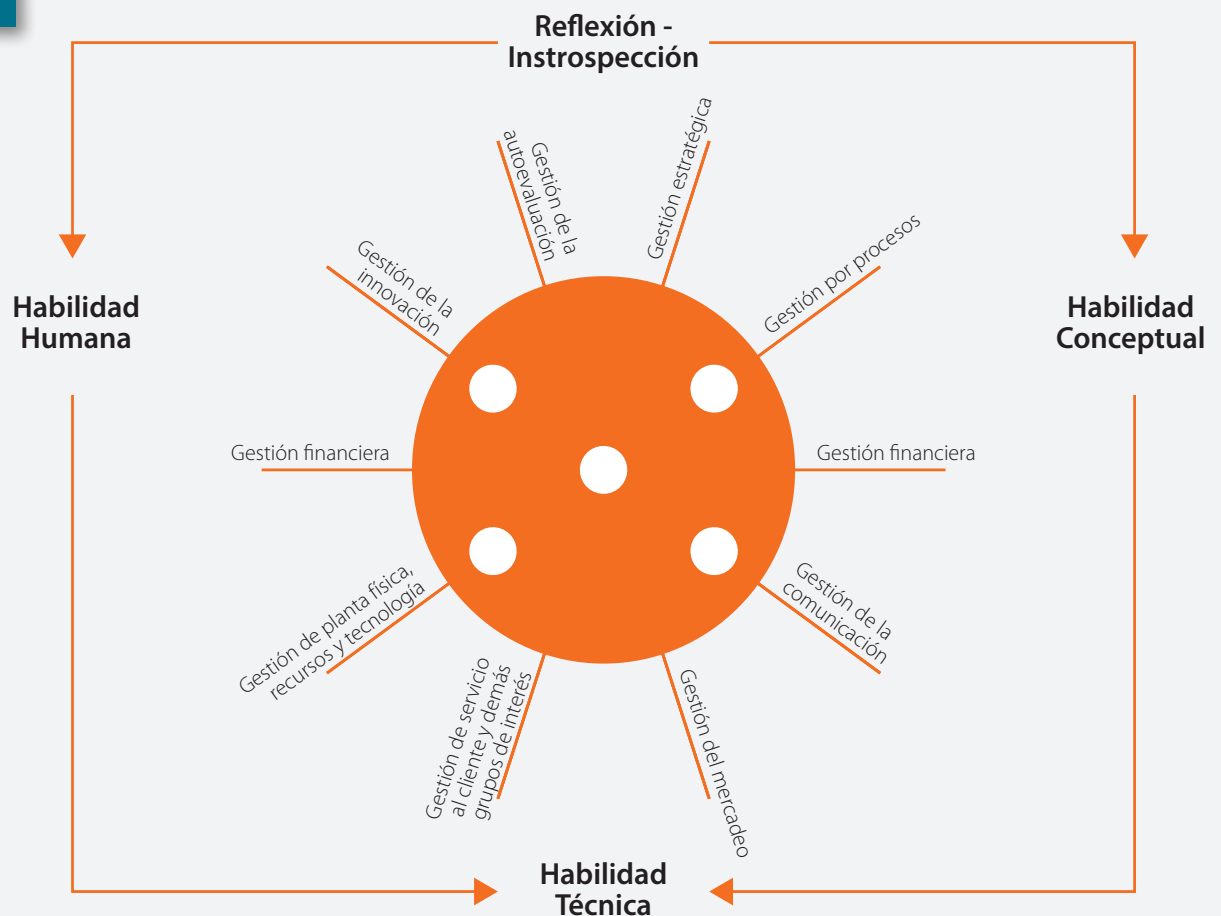 Reflexión -
Instrospección
Gestión de la
autoevaluación
Gestión estratégica
Gestión de la
innovación
Gestión por procesos
Habilidad
Humana
Habilidad
Conceptual
Gestión financiera
Gestión financiera
Gestión de planta física,
recursos y tecnología
Gestión de la
comunicación
Gestión de servicio
al cliente y demás
grupos de interés
Gestión del mercadeo
Habilidad
Técnica